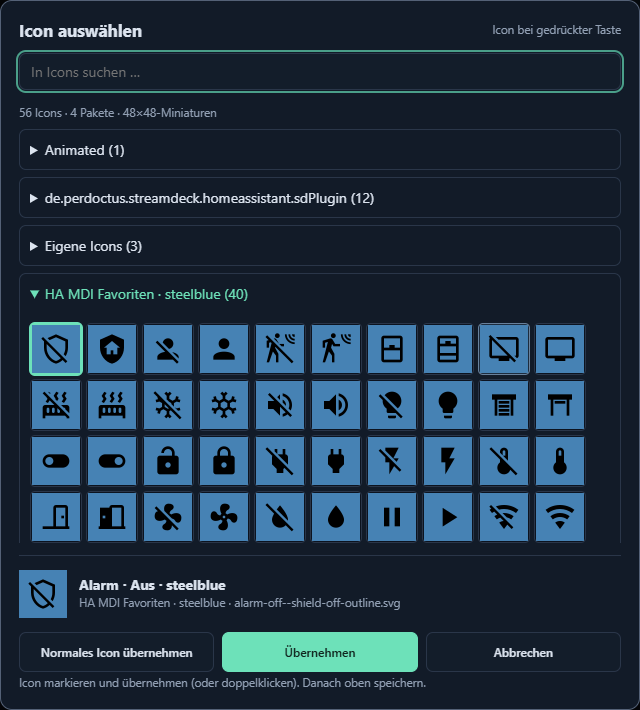 Icon auswählen
Icon bei gedrückter Taste
In Icons suchen ...
56 Icons · 4 Pakete · 48×48-Miniaturen
Animated (1)
de.perdoctus.streamdeck.homeassistant.sdPlugin (12)
Eigene Icons (3)
HA MDI Favoriten · steelblue (40)
Alarm · Aus · steelblue
HA MDI Favoriten · steelblue · alarm-off--shield-off-outline.svg
Normales Icon übernehmen
Übernehmen
Abbrechen
Icon markieren und übernehmen (oder doppelklicken). Danach oben speichern.